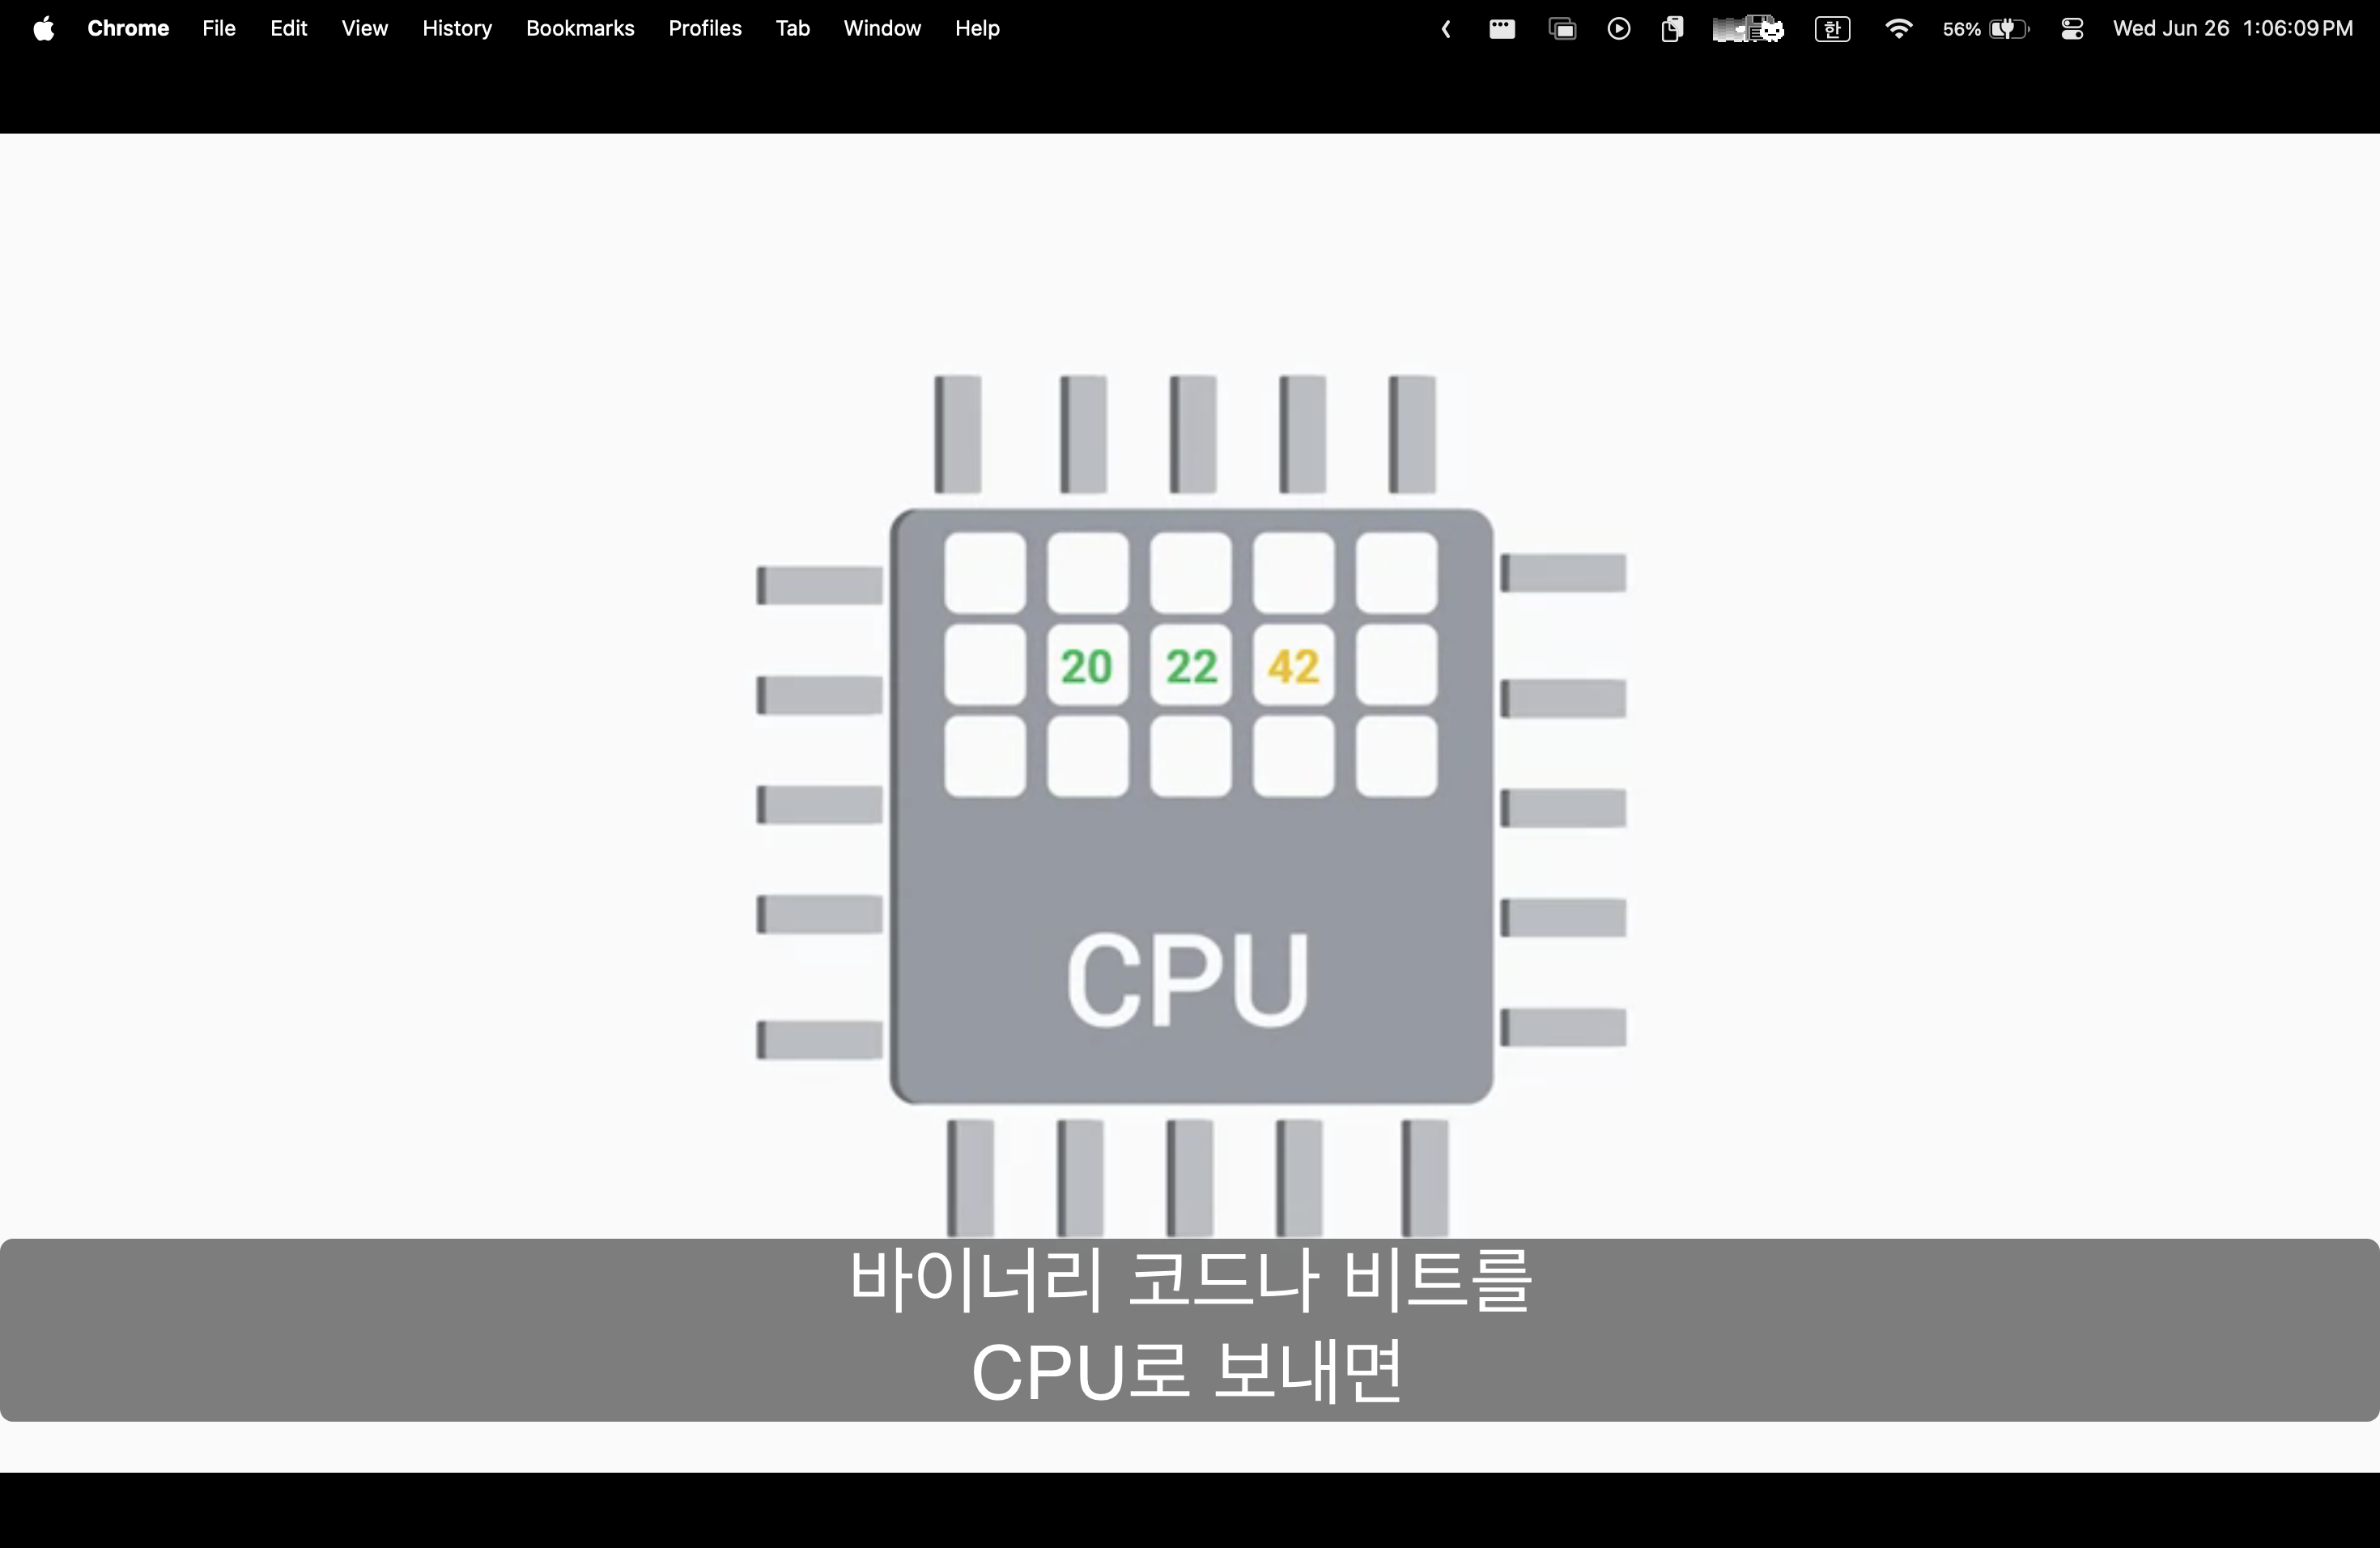 Chrome File Edit View History Bookmarks Profiles Tab Window Help 한 56% Wed Jun 26 1:06:09 PM
20 22 42
CPU
바이너리 코드나 비트를
CPU로 보내면